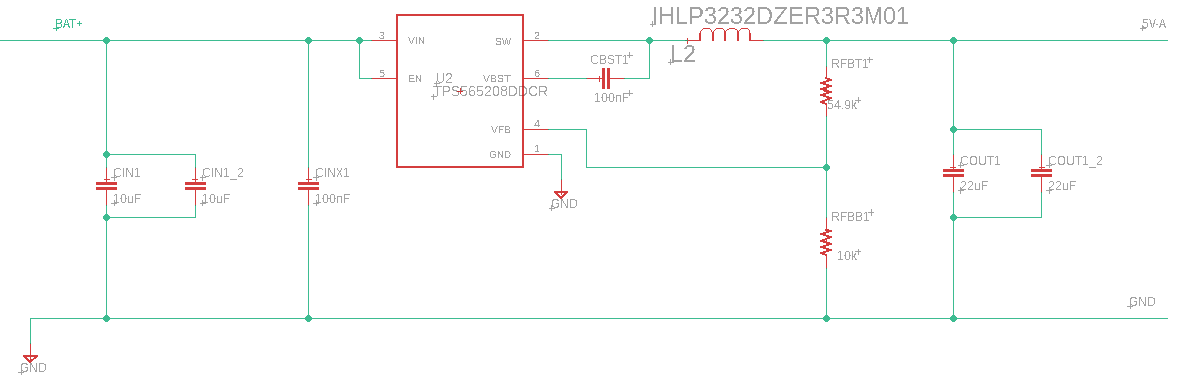 IHLP3232DZER3R3M01
BAT+
5V-A
3
VIN
SW
2
L2
CBST1
RFBT1
5
EN
U2
VBST
6
TPS565208DDCR
100nF
54.9k
VFB
4
GND
1
CIN1
CIN1_2
CINX1
COUT1
COUT1_2
10uF
10uF
100nF
22uF
22uF
GND
RFBB1
10k
GND
GND